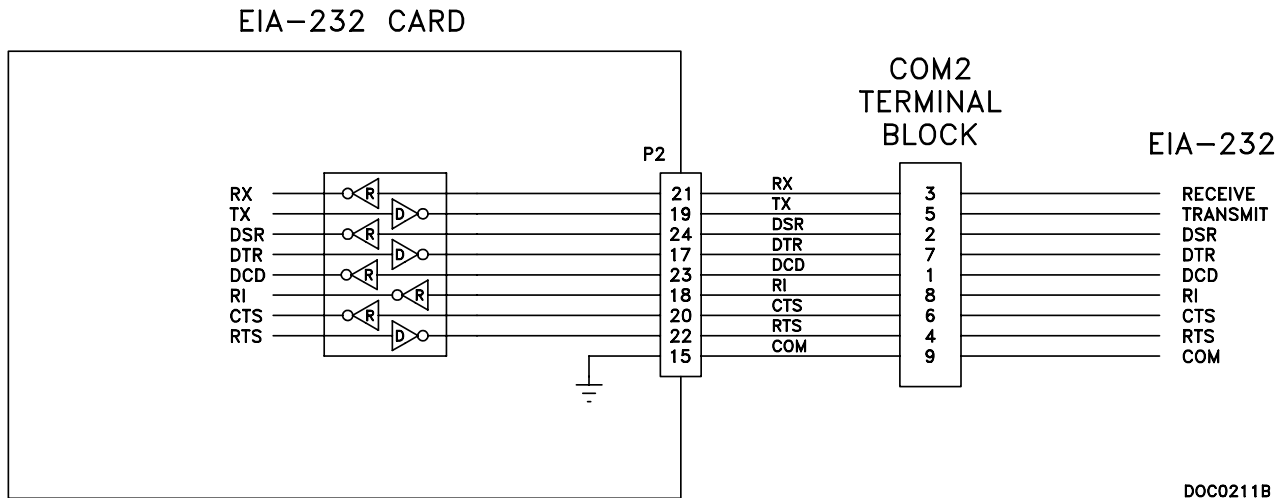 EIA-232 CARD
COM2
TERMINAL
BLOCK
EIA-232
P2
RX R 21 RX 3 RECEIVE
TX D 19 TX 5 TRANSMIT
DSR R 24 DSR 2 DSR
DTR D 17 DTR 7 DTR
DCD R 23 DCD 1 DCD
RI R 18 RI 8 RI
CTS R 20 CTS 6 CTS
RTS D 22 RTS 4 RTS
15 COM 9 COM
DOC0211B